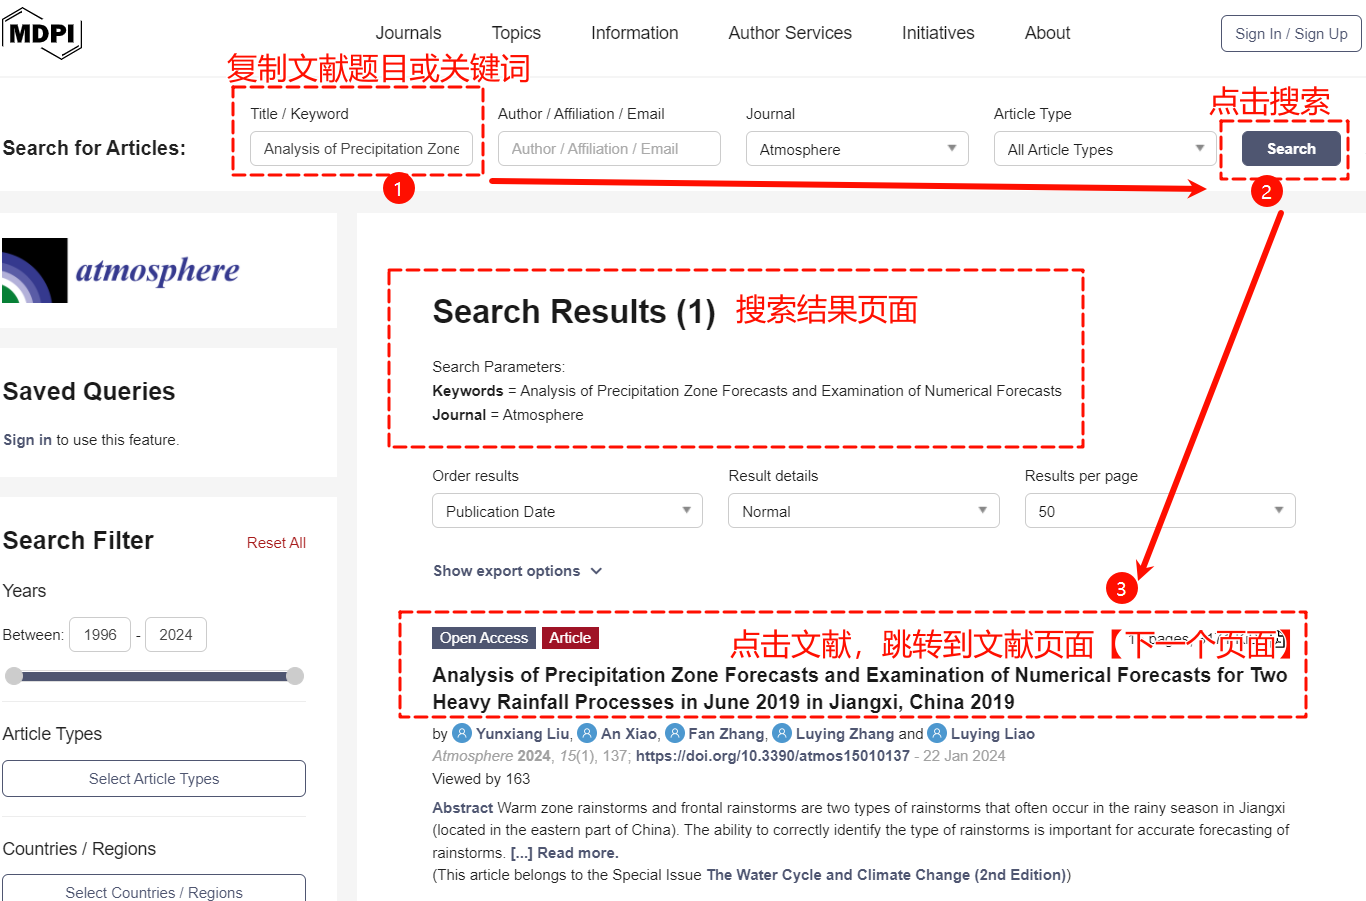 MDPI
Journals Topics Information Author Services Initiatives About Sign In / Sign Up
复制文献题目或关键词
点击搜索
Title / Keyword Author / Affiliation / Email Journal Article Type
Search for Articles: Analysis of Precipitation Zone Author / Affiliation / Email Atmosphere All Article Types Search
1 2
atmosphere
Saved Queries
Sign in to use this feature.
Search Filter Reset All
Years
Between: 1996 - 2024
Article Types
Select Article Types
Countries / Regions
Select Countries / Regions
Search Results (1) 搜索结果页面
Search Parameters:
Keywords = Analysis of Precipitation Zone Forecasts and Examination of Numerical Forecasts
Journal = Atmosphere
Order results Result details Results per page
Publication Date Normal 50
Show export options
3
Open Access Article pages,
点击文献，跳转到文献页面【下一个页面】
Analysis of Precipitation Zone Forecasts and Examination of Numerical Forecasts for Two
Heavy Rainfall Processes in June 2019 in Jiangxi, China 2019
by Yunxiang Liu, An Xiao, Fan Zhang, Luying Zhang and Luying Liao
Atmosphere 2024, 15(1), 137; https://doi.org/10.3390/atmos15010137 - 22 Jan 2024
Viewed by 163
Abstract Warm zone rainstorms and frontal rainstorms are two types of rainstorms that often occur in the rainy season in Jiangxi
(located in the eastern part of China). The ability to correctly identify the type of rainstorms is important for accurate forecasting of
rainstorms. [...] Read more.
(This article belongs to the Special Issue The Water Cycle and Climate Change (2nd Edition))